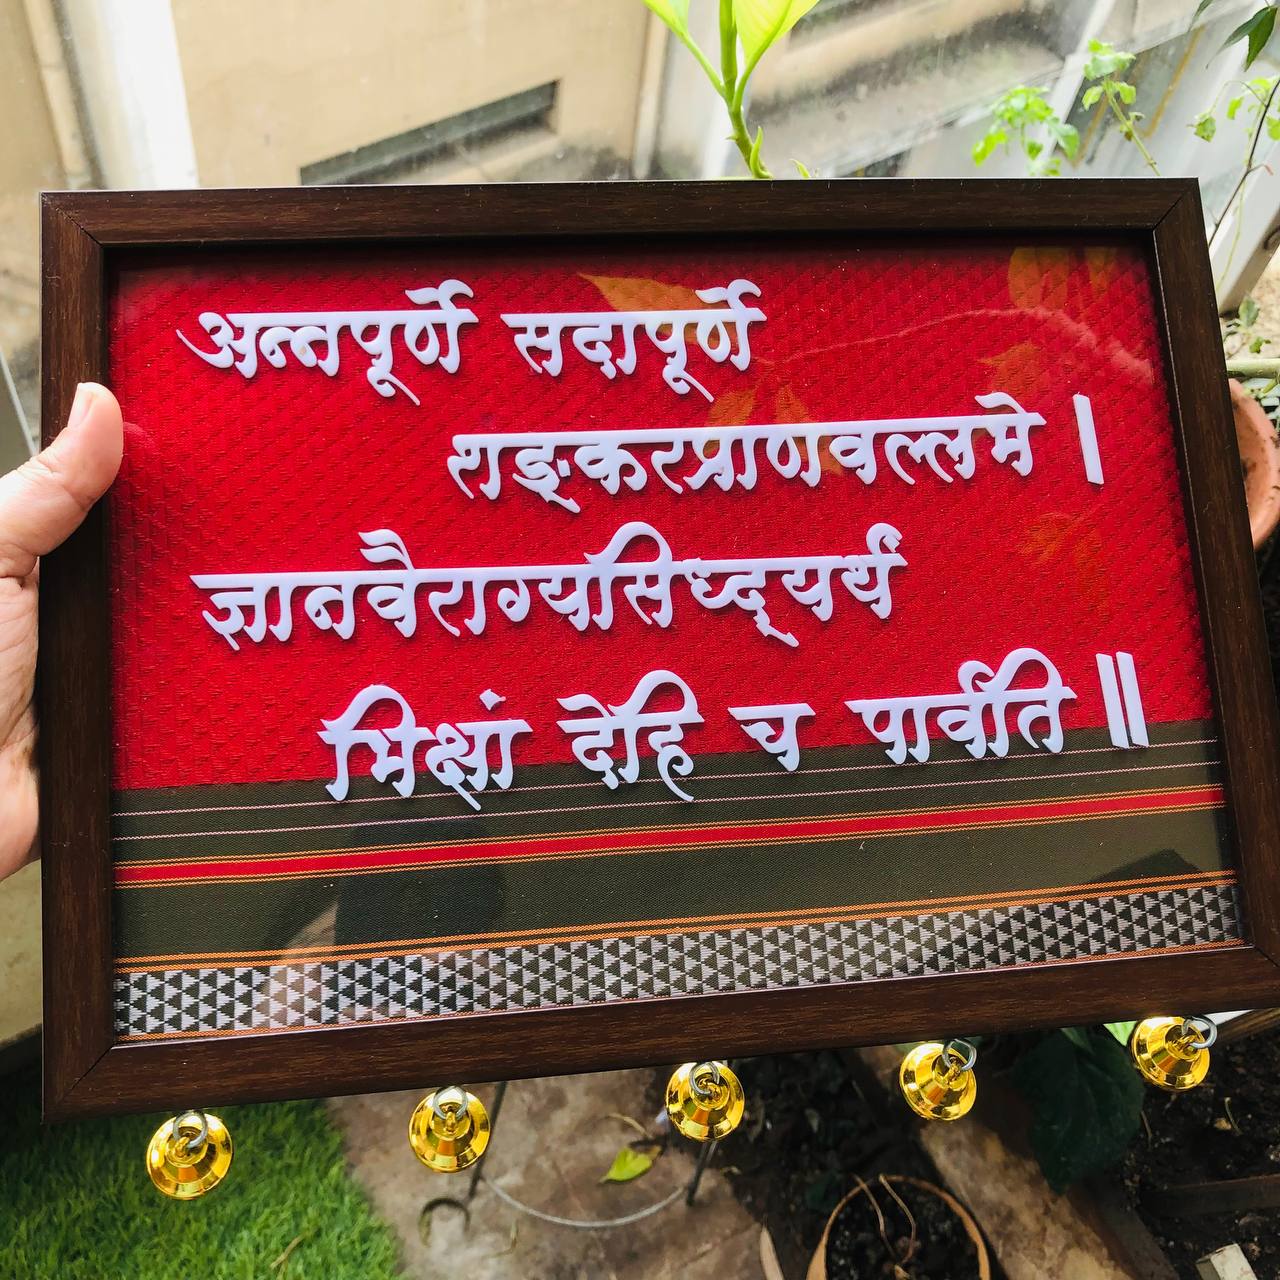 अन्नपूर्णे सदापूर्णे
शङ्करप्राणवल्लभे ।
ज्ञानवैराग्यसिध्द्यर्थं
भिक्षां देहि च पार्वति ॥